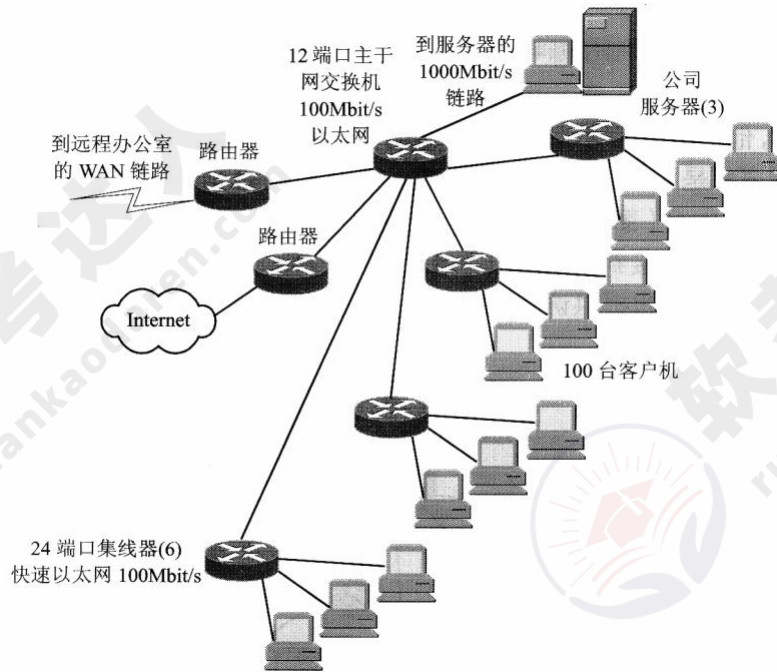 12 端口主干
网交换机
100Mbit/s
以太网
到服务器的
1000Mbit/s
链路
公司
服务器(3)
到远程办公室
的 WAN 链路
路由器
路由器
Internet
100 台客户机
24 端口集线器(6)
快速以太网 100Mbit/s